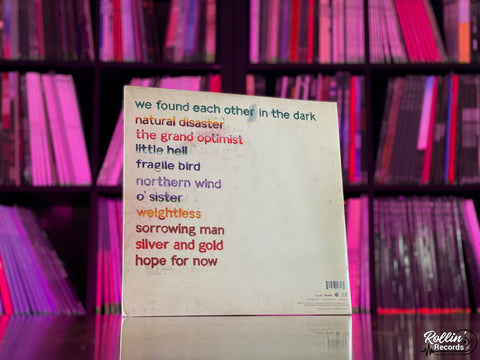 we found each other in the dark
natural disaster
the grand optimist
little hell
fragile bird
northern wind
o' sister
weightless
sorrowing man
silver and gold
hope for now
Rollin'
Records